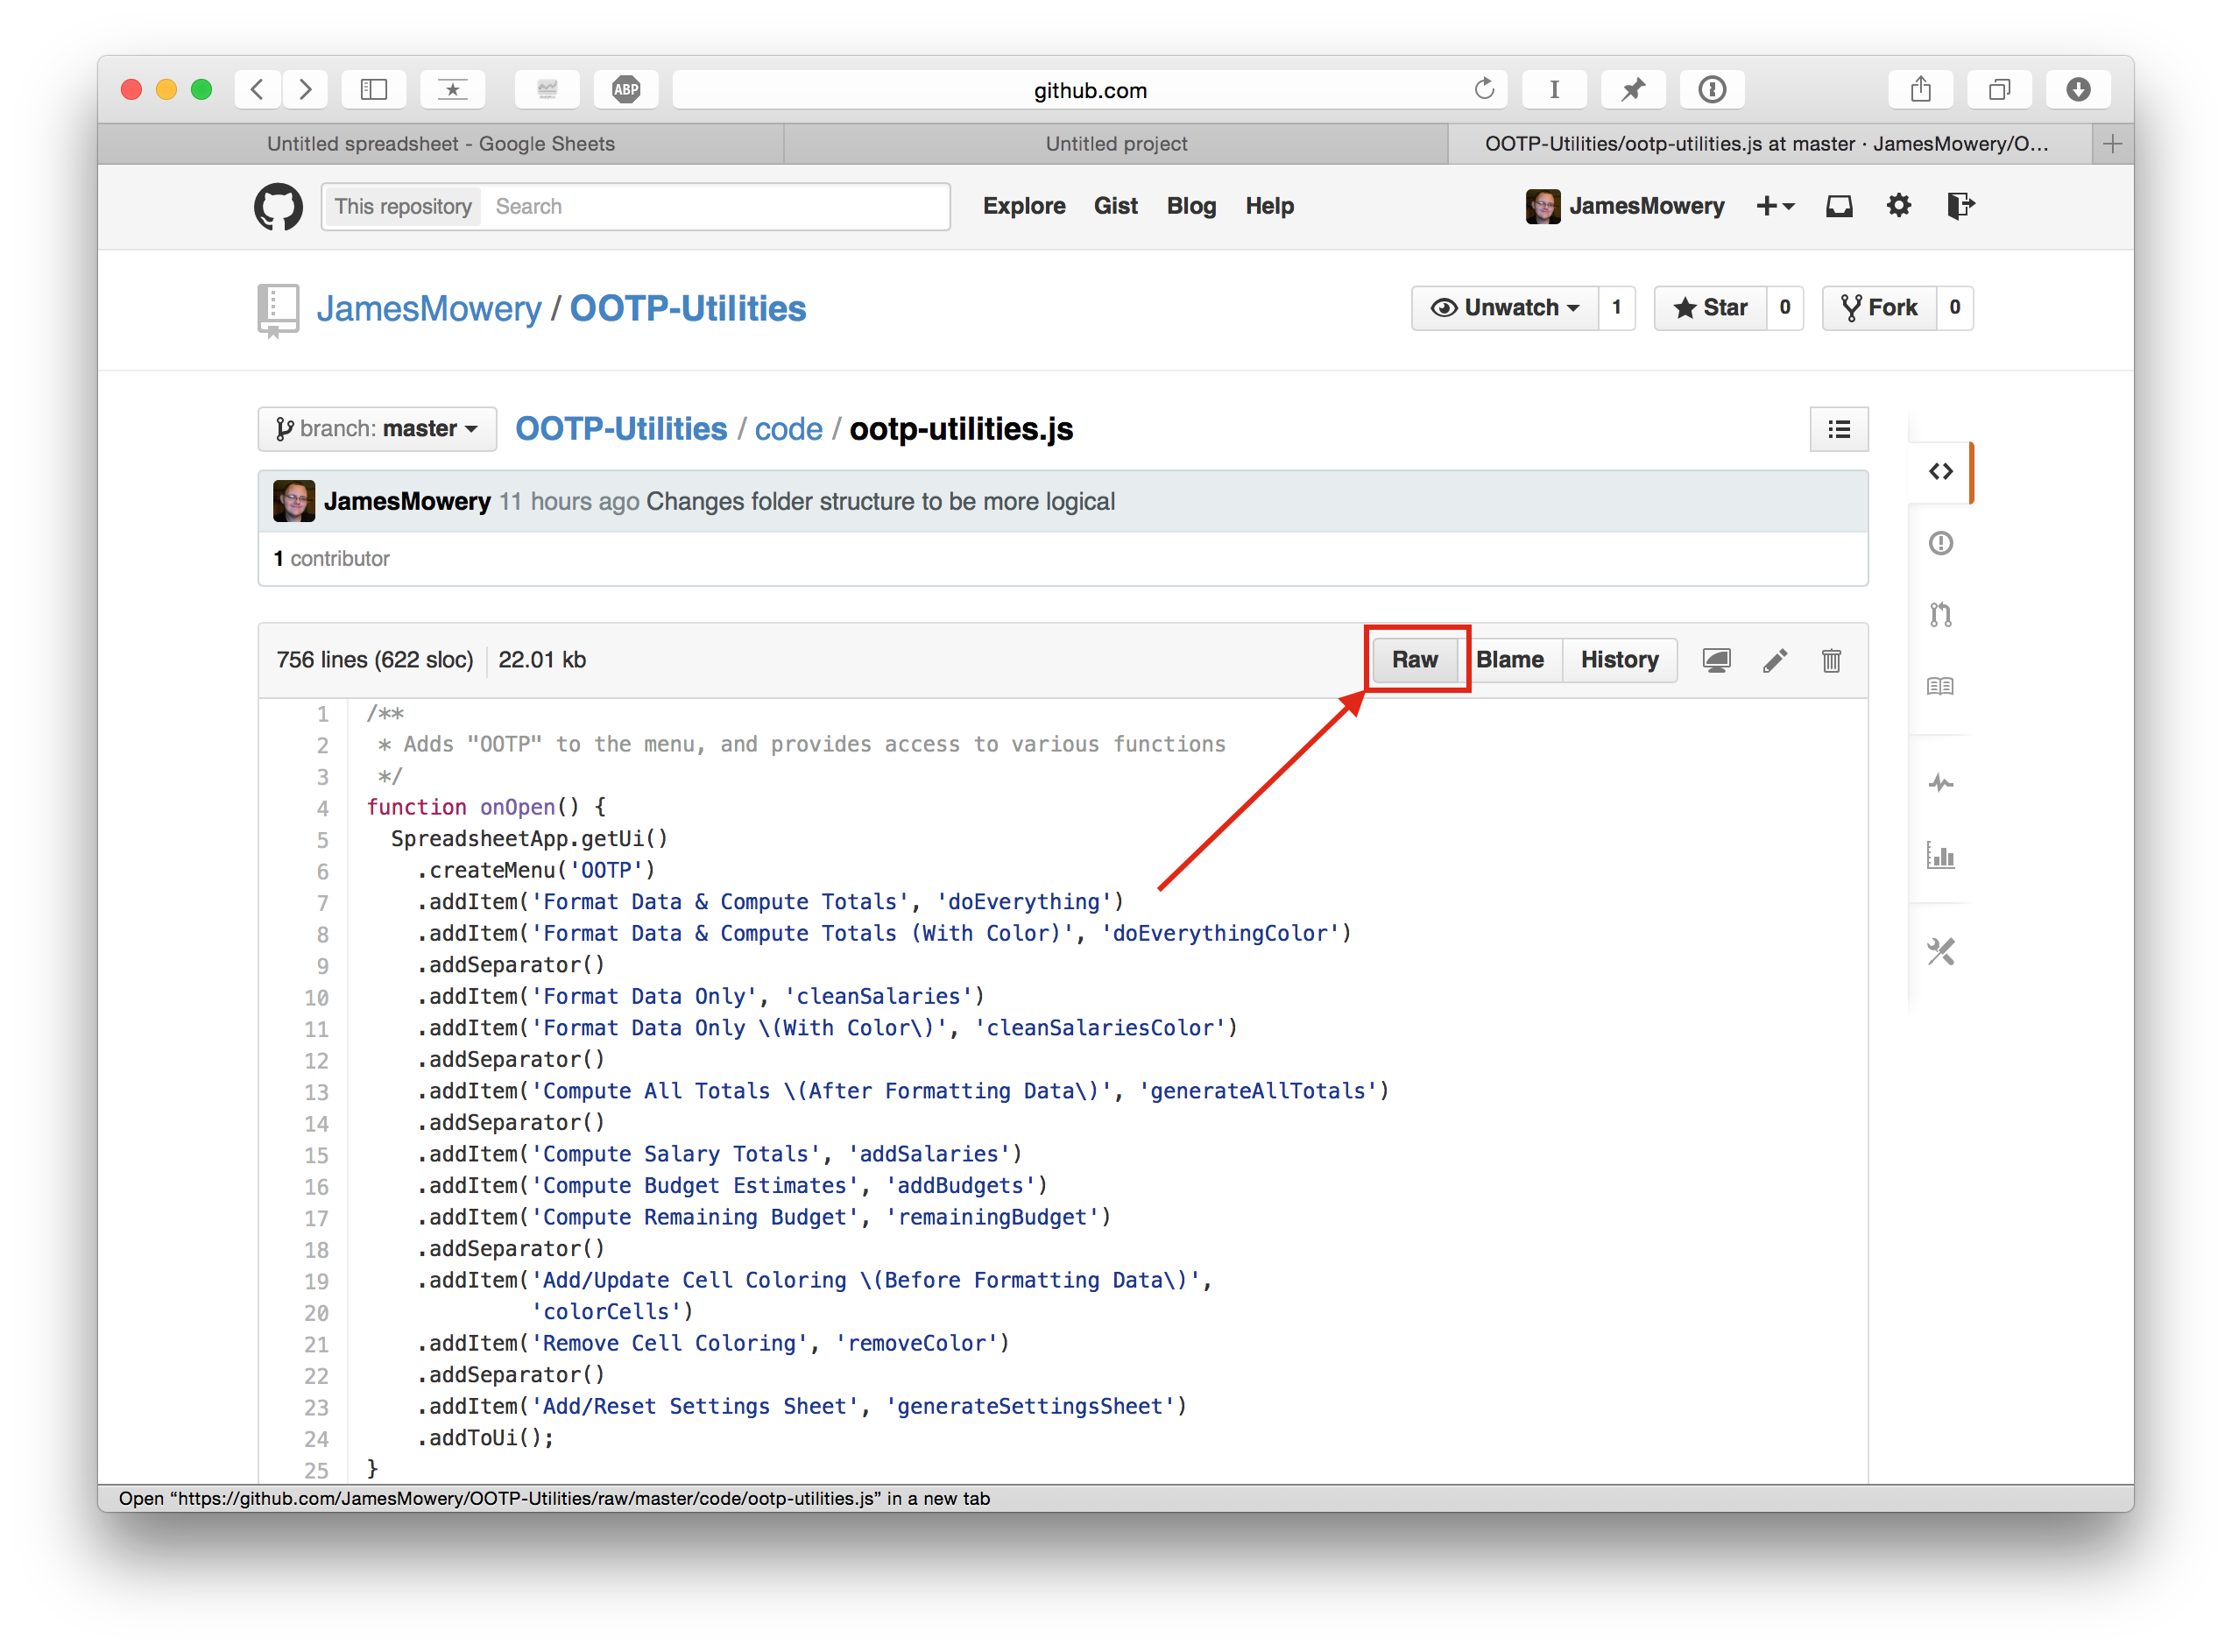 ABP
github.com
Untitled spreadsheet - Google Sheets
Untitled project
OOTP-Utilities/ootp-utilities.js at master · JamesMowery/O...
This repository Search
Explore Gist Blog Help
JamesMowery
JamesMowery / OOTP-Utilities
Unwatch 1
Star 0
Fork 0
branch: master
OOTP-Utilities / code / ootp-utilities.js
JamesMowery 11 hours ago Changes folder structure to be more logical
1 contributor
756 lines (622 sloc) 22.01 kb
Raw Blame History
1 /**
2 * Adds "OOTP" to the menu, and provides access to various functions
3 */
4 function onOpen() {
5 SpreadsheetApp.getUi()
6 .createMenu('OOTP')
7 .addItem('Format Data & Compute Totals', 'doEverything')
8 .addItem('Format Data & Compute Totals (With Color)', 'doEverythingColor')
9 .addSeparator()
10 .addItem('Format Data Only', 'cleanSalaries')
11 .addItem('Format Data Only \(With Color\)', 'cleanSalariesColor')
12 .addSeparator()
13 .addItem('Compute All Totals \(After Formatting Data\)', 'generateAllTotals')
14 .addSeparator()
15 .addItem('Compute Salary Totals', 'addSalaries')
16 .addItem('Compute Budget Estimates', 'addBudgets')
17 .addItem('Compute Remaining Budget', 'remainingBudget')
18 .addSeparator()
19 .addItem('Add/Update Cell Coloring \(Before Formatting Data\)',
20 'colorCells')
21 .addItem('Remove Cell Coloring', 'removeColor')
22 .addSeparator()
23 .addItem('Add/Reset Settings Sheet', 'generateSettingsSheet')
24 .addToUi();
25 }
Open “https://github.com/JamesMowery/OOTP-Utilities/raw/master/code/ootp-utilities.js” in a new tab